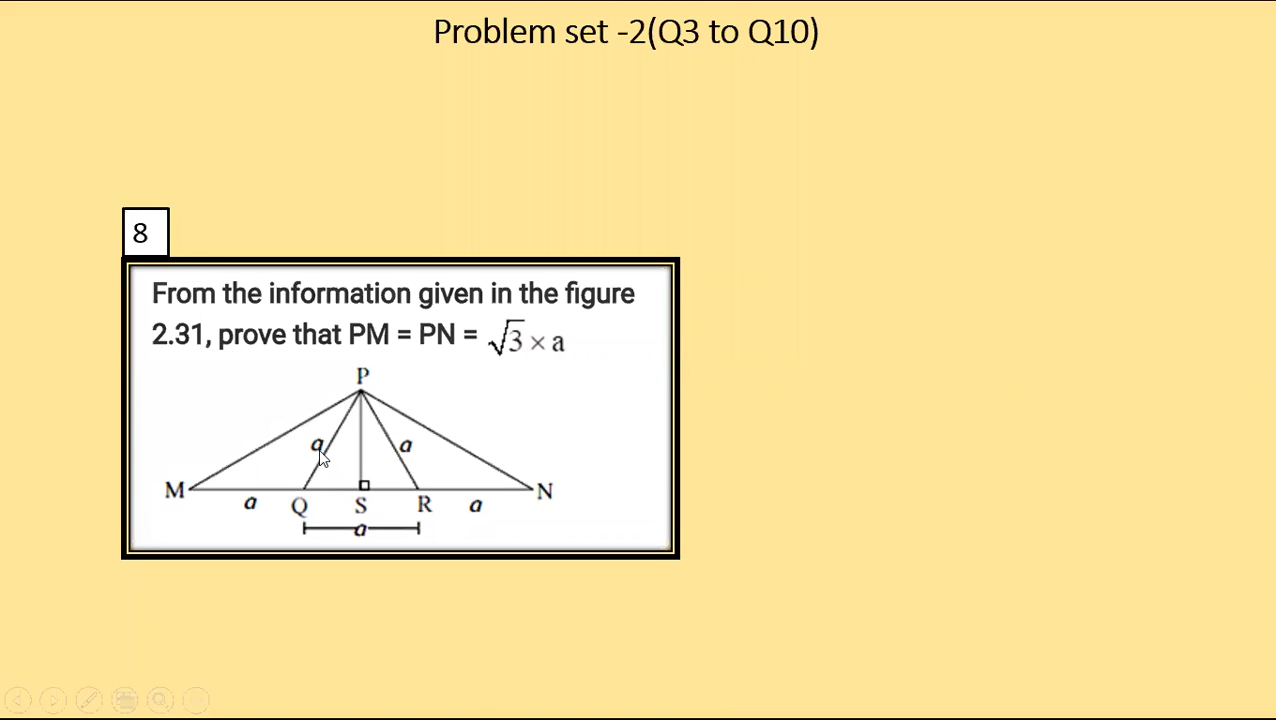 Problem set -2(Q3 to Q10)
8
From the information given in the figure
2.31, prove that PM = PN = √3 × a
P
a a
M Q S R N
a a
a